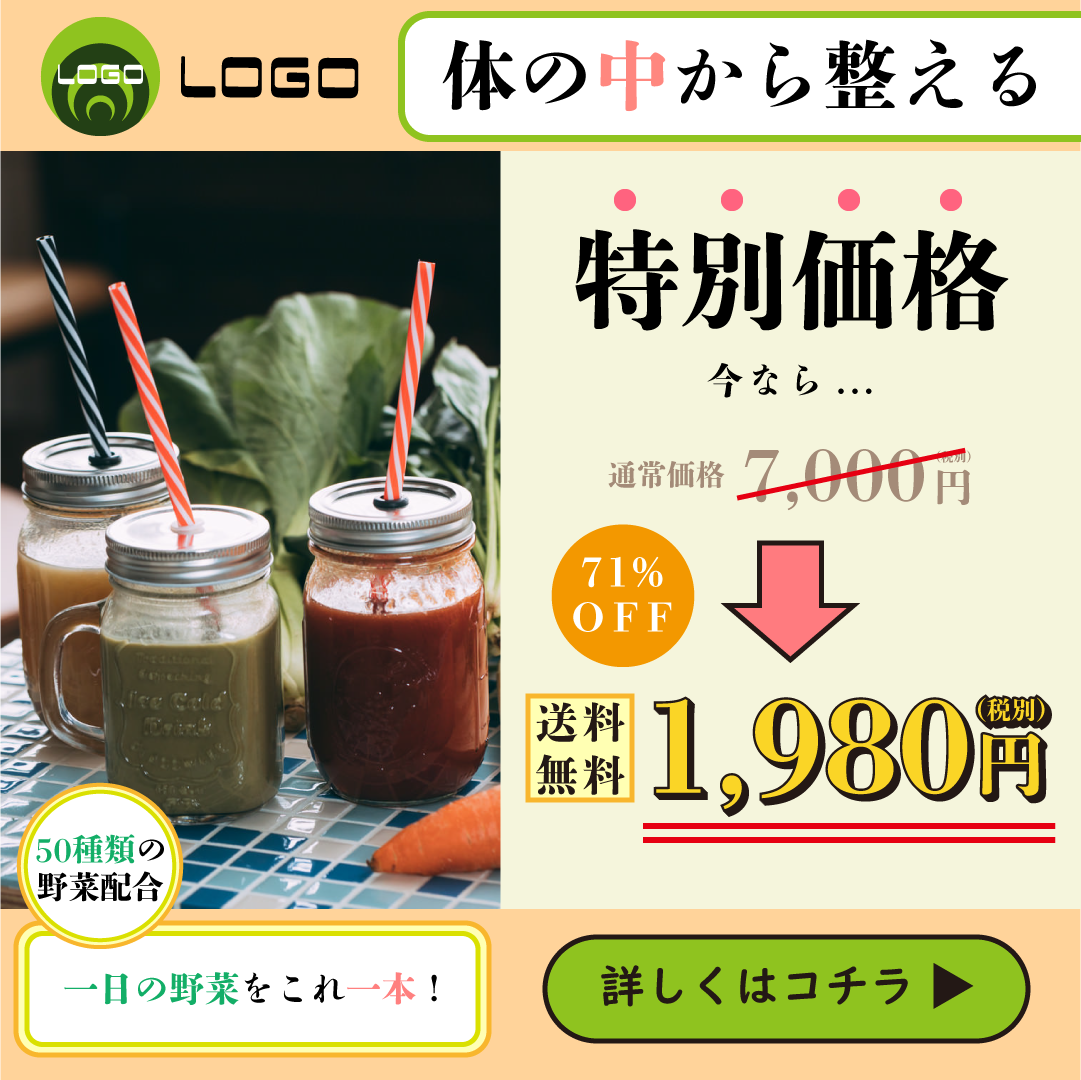 LOGO LOGO
体の中から整える
特別価格
今なら...
通常価格 7,000円(税別)
71%
OFF
送料
無料
1,980円(税別)
Ice Cold
50種類の
野菜配合
一日の野菜をこれ一本!
詳しくはコチラ▶